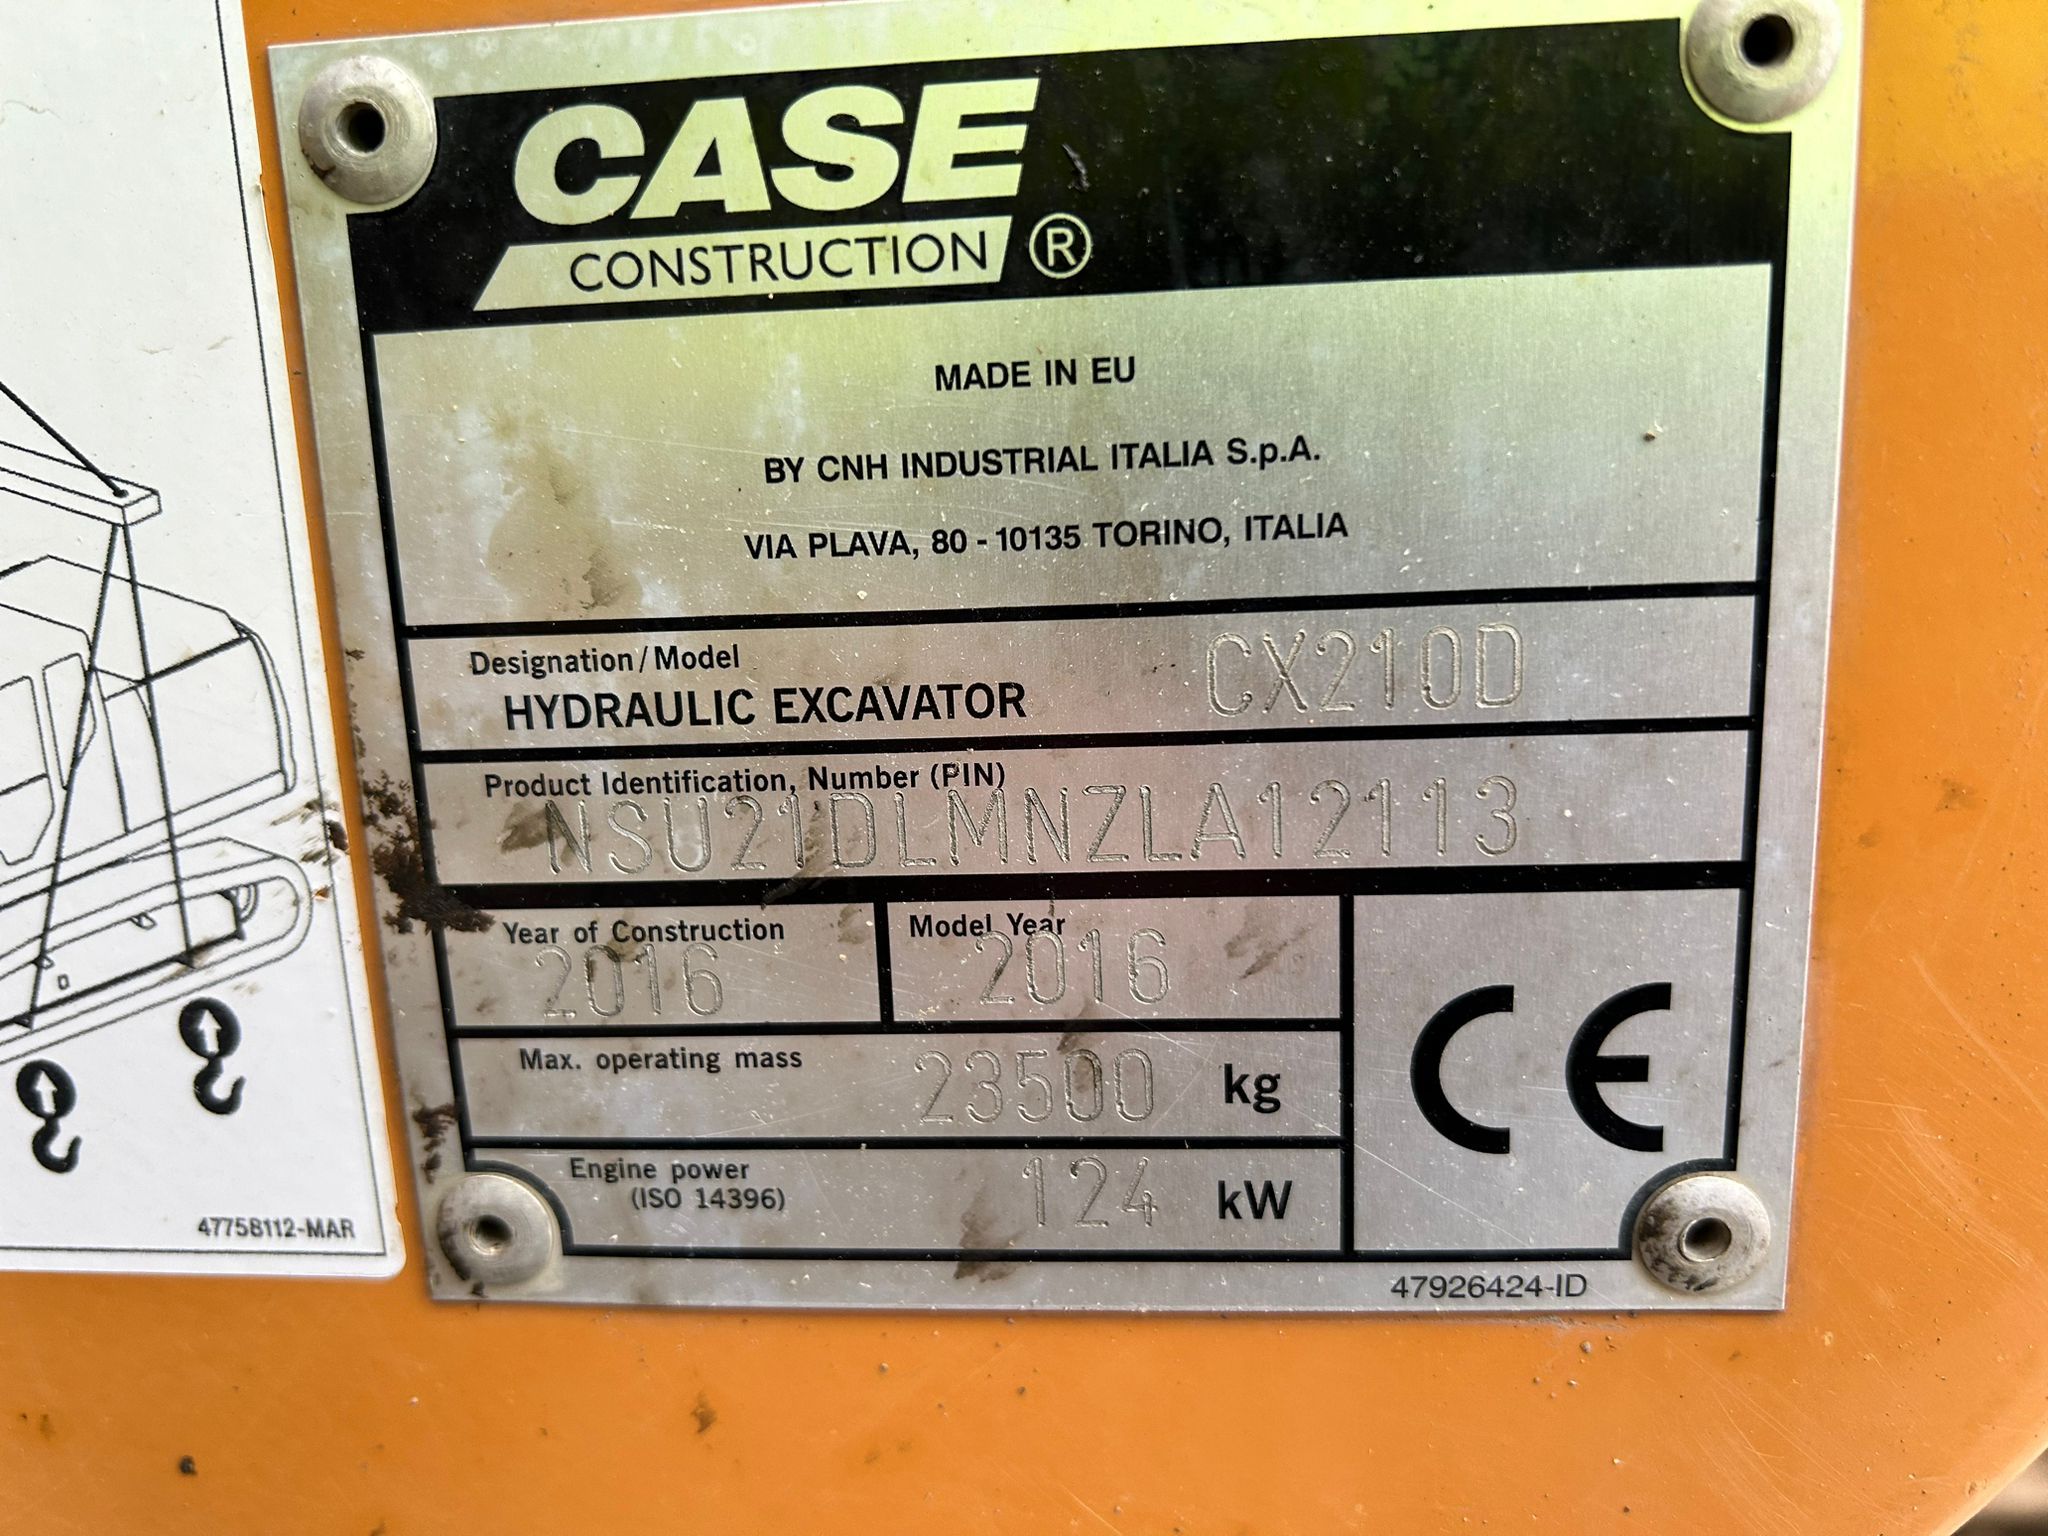 CASE
CONSTRUCTION ®
MADE IN EU
BY CNH INDUSTRIAL ITALIA S.p.A.
VIA PLAVA, 80 - 10135 TORINO, ITALIA
Designation/Model
HYDRAULIC EXCAVATOR CX210D
Product Identification, Number (PIN)
NSU21DLMNZLA12113
Year of Construction Model Year
2016 2016
Max. operating mass 23500 kg
Engine power
(ISO 14396) 124 kW
CE
47926424-ID
47758112-MAR